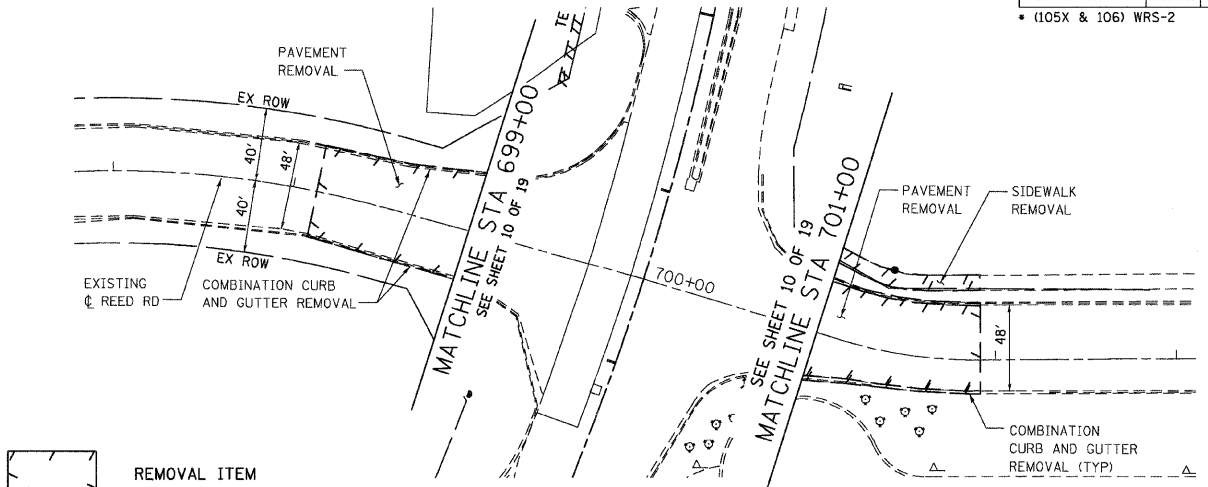 * (105X & 106) WRS-2
TE
PAVEMENT
REMOVAL
EX ROW
40'
48'
40'
EX ROW
EXISTING
℄ REED RD
COMBINATION CURB
AND GUTTER REMOVAL
MATCHLINE STA 699+00
SEE SHEET 10 OF 19
700+00
SEE SHEET 10 OF 19
MATCHLINE STA 701+00
PAVEMENT
REMOVAL
SIDEWALK
REMOVAL
48'
COMBINATION
CURB AND GUTTER
REMOVAL (TYP)
REMOVAL ITEM